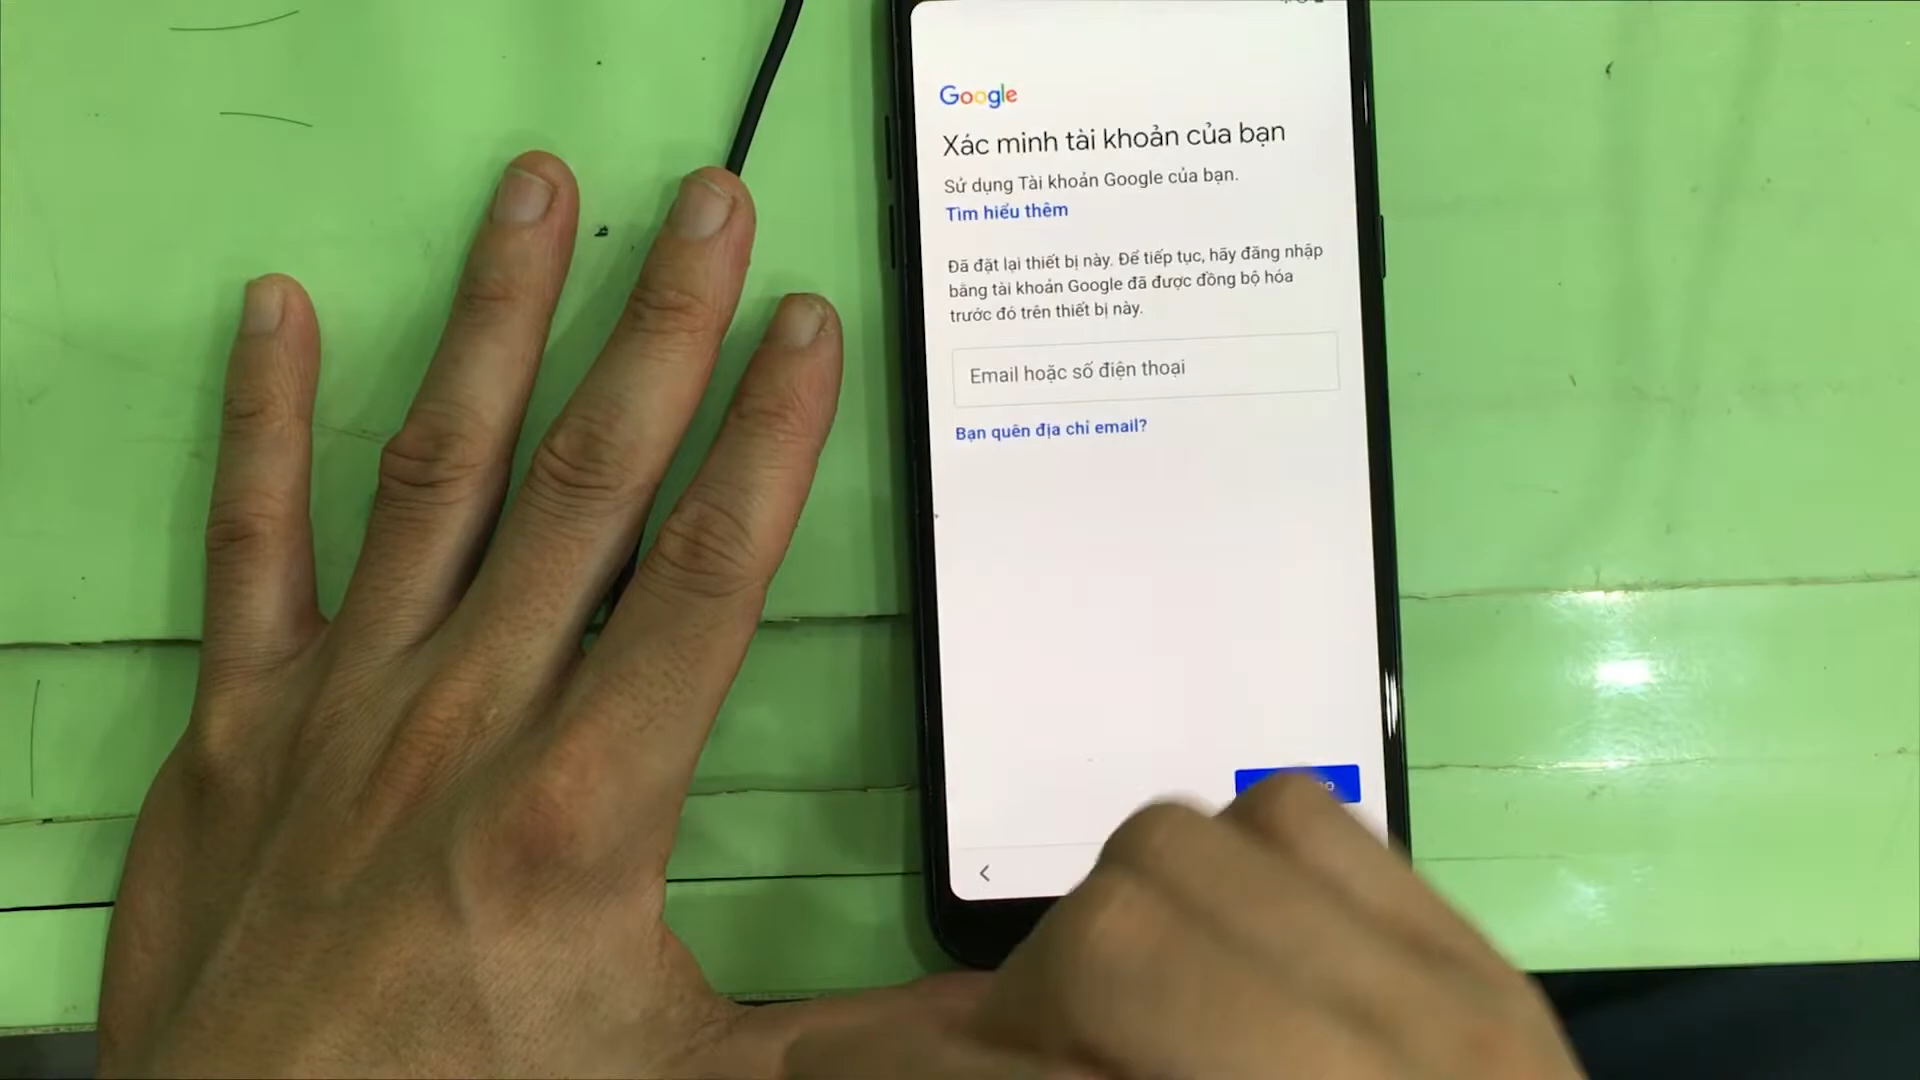 Google
Xác minh tài khoản của bạn
Sử dụng Tài khoản Google của bạn.
Tìm hiểu thêm
Đã đặt lại thiết bị này. Để tiếp tục, hãy đăng nhập
bằng tài khoản Google đã được đồng bộ hóa
trước đó trên thiết bị này.
Email hoặc số điện thoại
Bạn quên địa chỉ email?